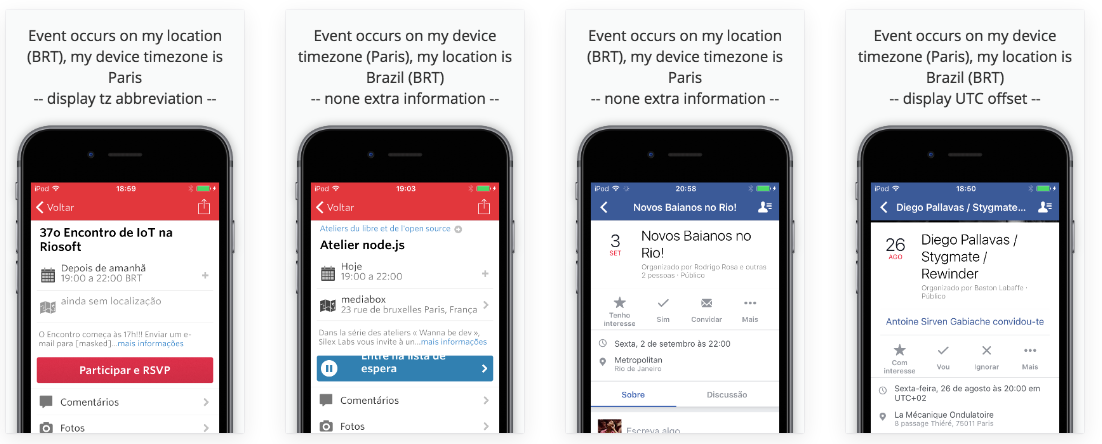 Event occurs on my location
(BRT), my device timezone is
Paris
-- display tz abbreviation --
iPod
18:59
Voltar
37o Encontro de IoT na
Riosoft
Depois de amanhã
19:00 a 22:00 BRT
ainda sem localização
O Encontro começa às 17h!!! Enviar um e-
mail para [masked]...mais informações
Participar e RSVP
Comentários
Fotos
Event occurs on my device
timezone (Paris), my location is
Brazil (BRT)
-- none extra information --
iPod
19:03
Voltar
Ateliers du libre et de l'open source
Atelier node.js
Hoje
19:00 a 22:00
mediabox
23 rue de bruxelles Paris, França
Dans la série des ateliers « Wanna be dev »,
Silex Labs vous invite à un...mais informações
Entre na lista de
espera
Comentários
Fotos
Event occurs on my location
(BRT), my device timezone is
Paris
-- none extra information --
iPod
20:58
Novos Baianos no Rio!
3
SET
Novos Baianos no
Rio!
Organizado por Rodrigo Rosa e outras
2 pessoas · Público
Tenho
interesse
Sim
Convidar
Mais
Sexta, 2 de setembro às 22:00
Metropolitan
Rio de Janeiro
Sobre
Discussão
Escreva algo
Event occurs on my device
timezone (Paris), my location is
Brazil (BRT)
-- display UTC offset --
iPod
18:50
Diego Pallavas / Stygmate...
26
AGO
Diego Pallavas /
Stygmate /
Rewinder
Organizado por Baston Labaffe ·
Público
Antoine Sirven Gabiache convidou-te
Com
interesse
Vou
Ignorar
Mais
Sexta-feira, 26 de agosto às 20:00 em
UTC+02
La Mécanique Ondulatoire
8 passage Thiéré, 75011 Paris